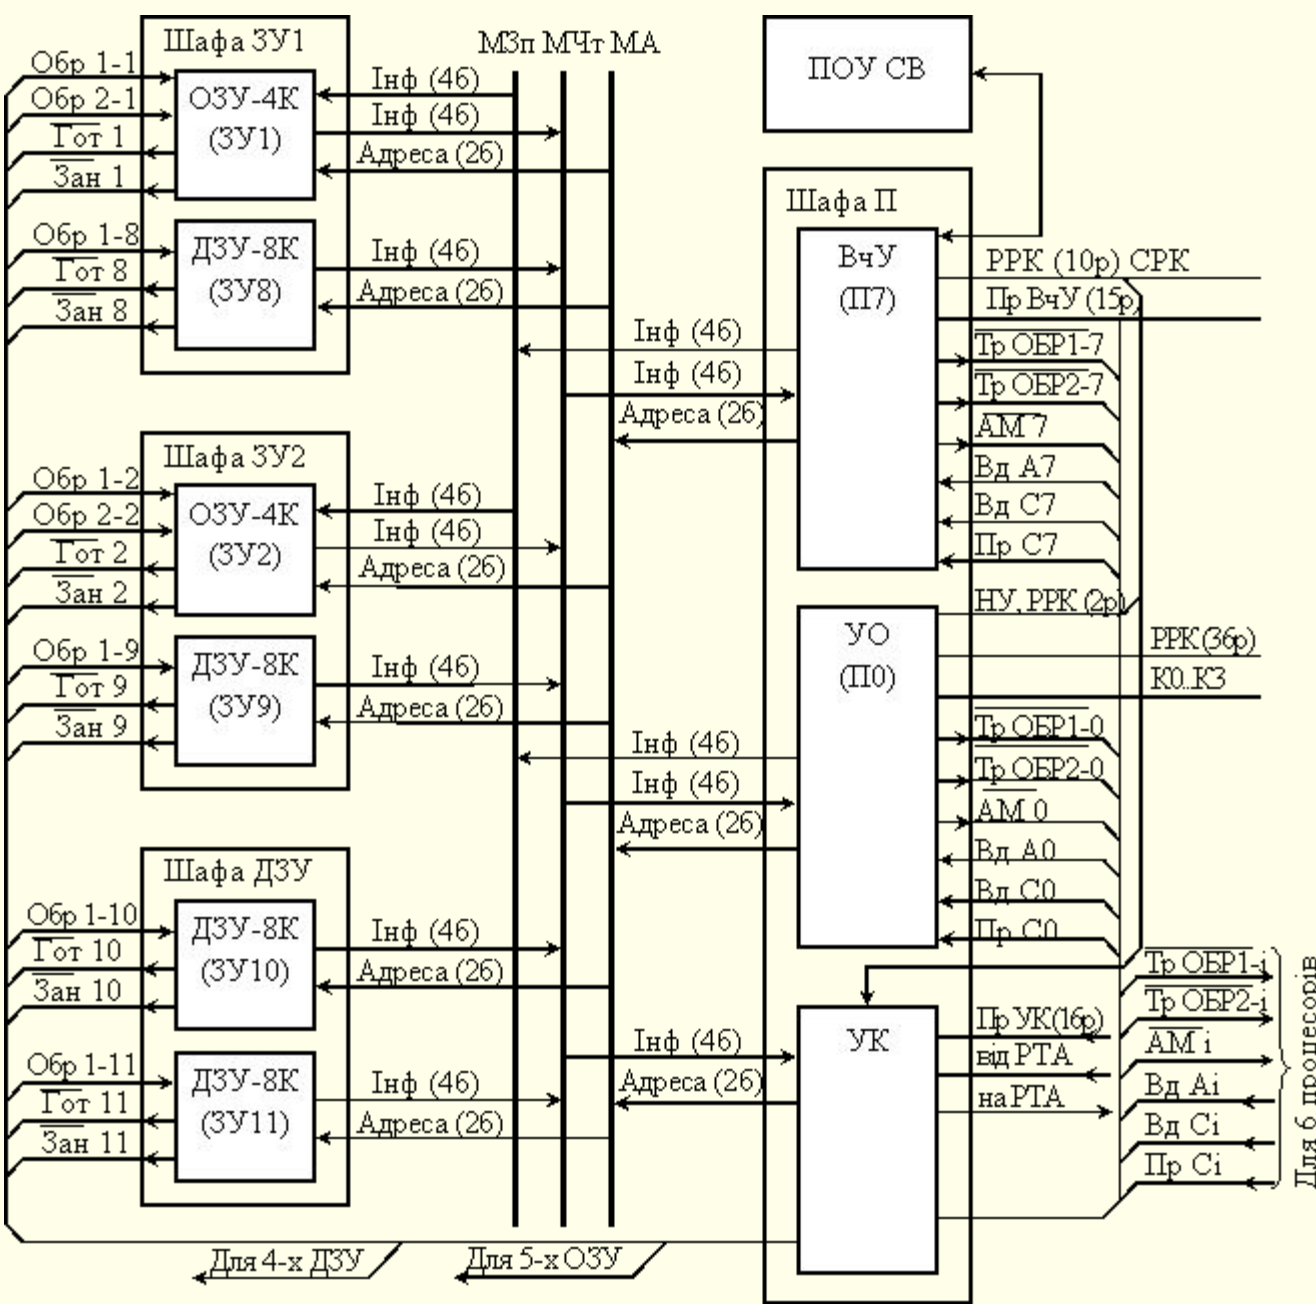 Шафа ЗУ1
МЗп МЧт МА
ПОУ СВ
Обр 1-1
Обр 2-1
Гот 1
Зан 1
ОЗУ-4К
(ЗУ1)
Інф (46)
Інф (46)
Адреса (26)
Обр 1-8
Гот 8
Зан 8
ДЗУ-8К
(ЗУ8)
Інф (46)
Адреса (26)
Шафа П
ВчУ
(П7)
Інф (46)
Інф (46)
Адреса (26)
РРК (10р) СРК
Пр ВчУ (15р)
Тр ОБР1-7
Тр ОБР2-7
АМ 7
Вд А7
Вд С7
Пр С7
Шафа ЗУ2
Обр 1-2
Обр 2-2
Гот 2
Зан 2
ОЗУ-4К
(ЗУ2)
Інф (46)
Інф (46)
Адреса (26)
Обр 1-9
Гот 9
Зан 9
ДЗУ-8К
(ЗУ9)
Інф (46)
Адреса (26)
УО
(П0)
Інф (46)
Інф (46)
Адреса (26)
НУ, РРК (2р)
РРК (36р)
К0..К3
Тр ОБР1-0
Тр ОБР2-0
АМ 0
Вд А0
Вд С0
Пр С0
Шафа ДЗУ
Обр 1-10
Гот 10
Зан 10
ДЗУ-8К
(ЗУ10)
Інф (46)
Адреса (26)
Обр 1-11
Гот 11
Зан 11
ДЗУ-8К
(ЗУ11)
Інф (46)
Адреса (26)
УК
Інф (46)
Адреса (26)
Пр УК(16р)
від РТА
на РТА
Тр ОБР1-і
Тр ОБР2-і
АМ і
Вд Аі
Вд Сі
Пр Сі
Для 6 процесорів
Для 4-х ДЗУ
Для 5-х ОЗУ